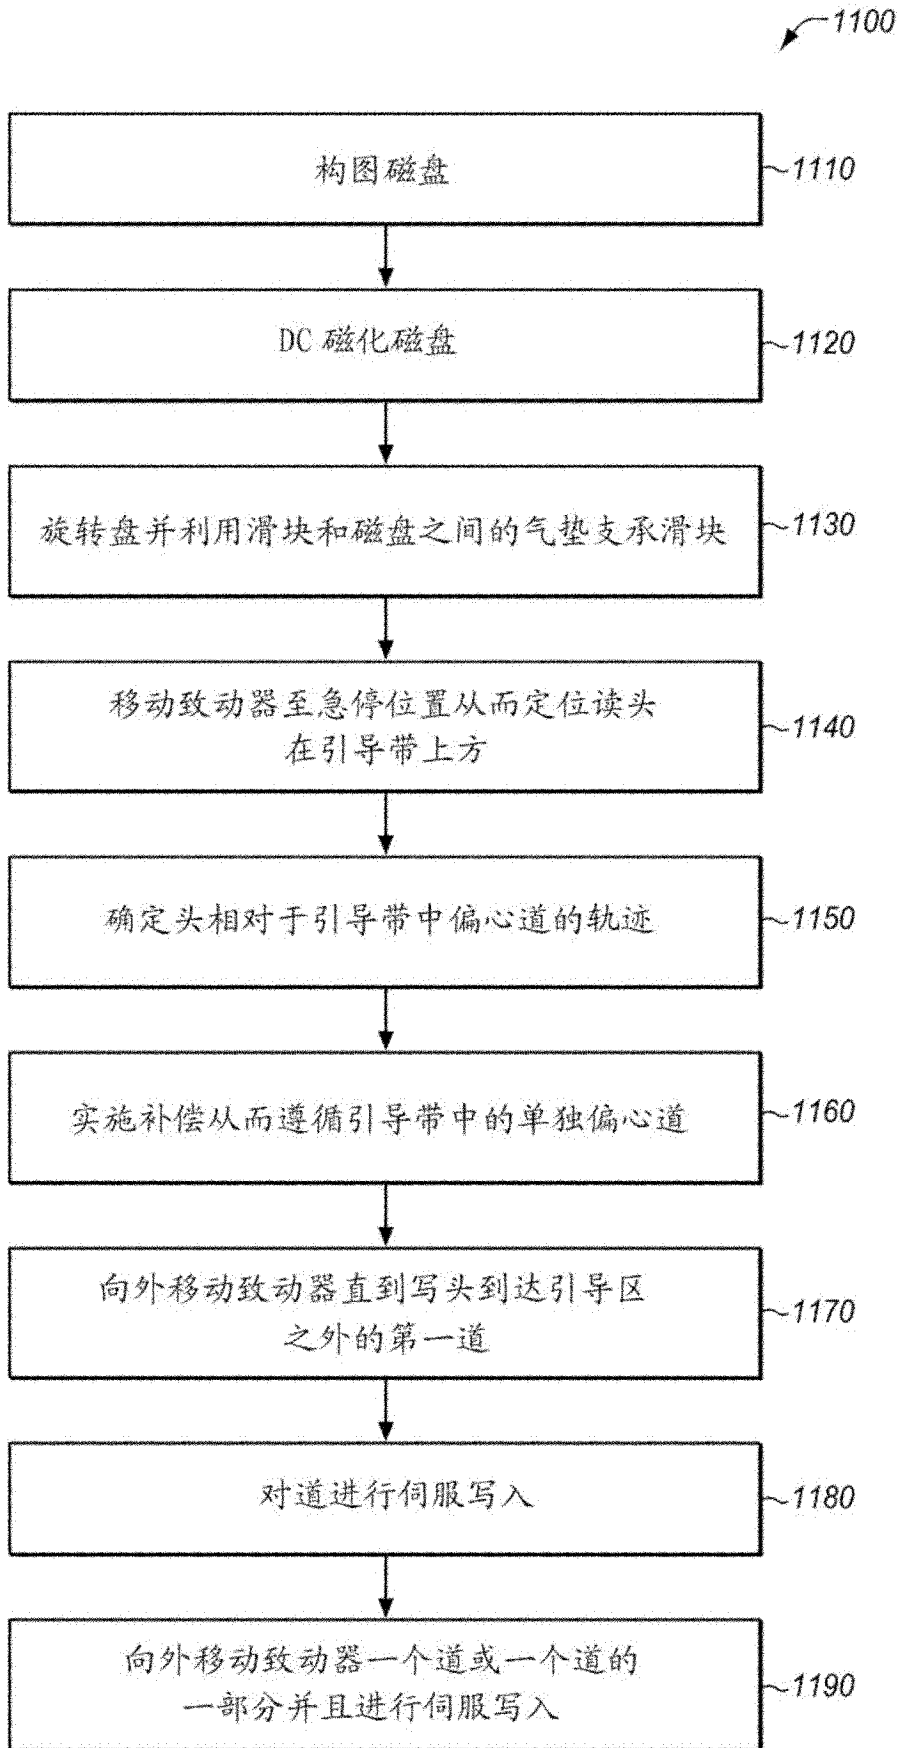 1100
构图磁盘
1110
DC 磁化磁盘
1120
旋转盘并利用滑块和磁盘之间的气垫支承滑块
1130
移动致动器至急停位置从而定位读头
在引导带上方
1140
确定头相对于引导带中偏心道的轨迹
1150
实施补偿从而遵循引导带中的单独偏心道
1160
向外移动致动器直到写头到达引导区
之外的第一道
1170
对道进行伺服写入
1180
向外移动致动器一个道或一个道的
一部分并且进行伺服写入
1190